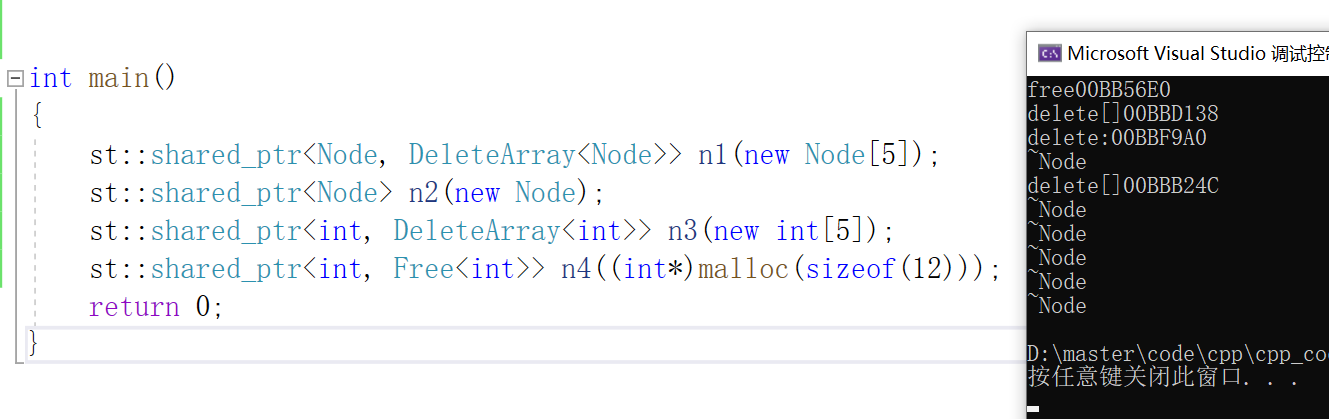 int main()
{
st::shared_ptr<Node, DeleteArray<Node>> n1(new Node[5]);
st::shared_ptr<Node> n2(new Node);
st::shared_ptr<int, DeleteArray<int>> n3(new int[5]);
st::shared_ptr<int, Free<int>> n4((int*)malloc(sizeof(12)));
return 0;
}
C:\
Microsoft Visual Studio 调试控
free00BB56E0
delete[]00BBD138
delete:00BBF9A0
~Node
delete[]00BBB24C
~Node
~Node
~Node
~Node
~Node
D:\master\code\cpp\cpp_co
按任意键关闭此窗口. . .